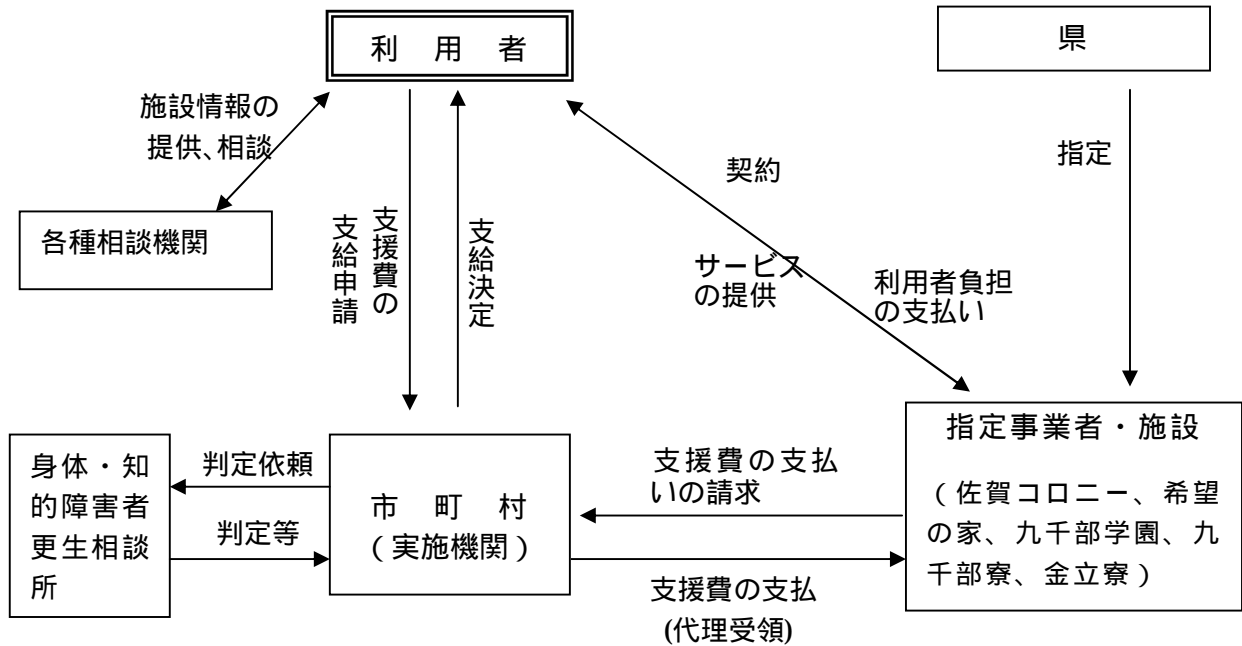 利 用 者
県
施設情報の
提供、相談
契約
指定
各種相談機関
支援費の
支給申請
支給決定
サービス
の提供
利用者負担
の支払い
身体・知
的障害者
更生相談
所
判定依頼
判定等
市 町 村
(実施機関)
支援費の支払
いの請求
支援費の支払
(代理受領)
指定事業者・施設
(佐賀コロニー、希望
の家、九千部学園、九
千部寮、金立寮)